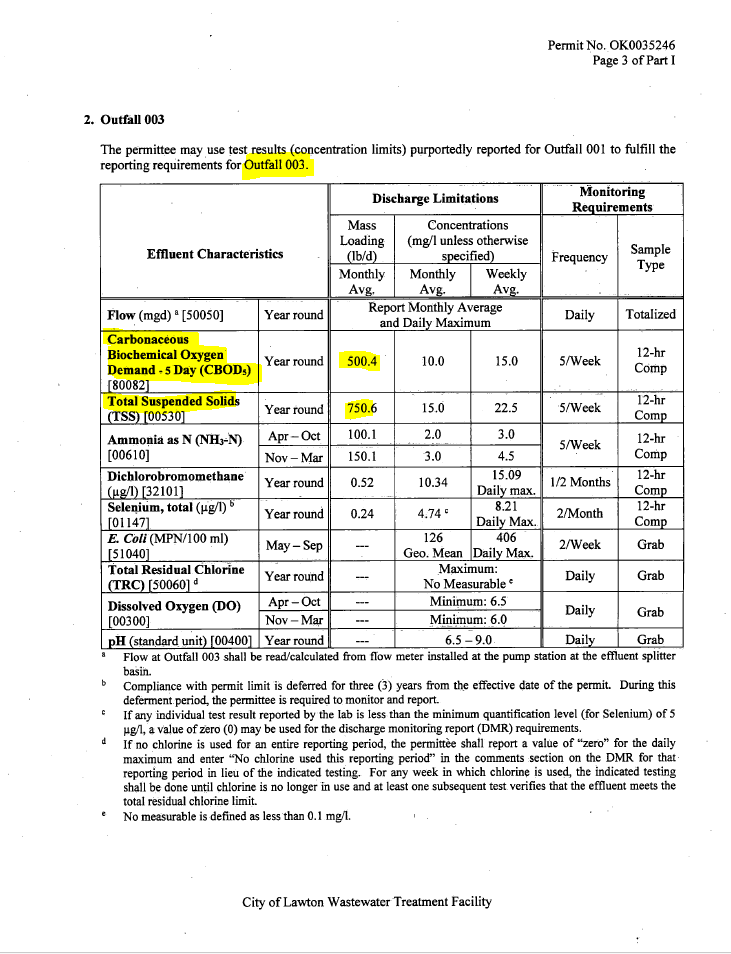 Permit No. OK0035246
Page 3 of Part I
2. Outfall 003
The permittee may use test results (concentration limits) purportedly reported for Outfall 001 to fulfill the
reporting requirements for Outfall 003.
Effluent Characteristics
Discharge Limitations
Monitoring
Requirements
Mass
Loading
(lb/d)
Concentrations
(mg/l unless otherwise
specified)
Frequency
Sample
Type
Monthly
Avg.
Monthly
Avg.
Weekly
Avg.
Flow (mgd) a [50050] Year round Report Monthly Average
and Daily Maximum
Daily Totalized
Carbonaceous
Biochemical Oxygen
Demand - 5 Day (CBOD5)
[80082]
Year round 500.4 10.0 15.0 5/Week 12-hr
Comp
Total Suspended Solids
(TSS) [00530]
Year round 750.6 15.0 22.5 5/Week 12-hr
Comp
Ammonia as N (NH3-N)
[00610]
Apr – Oct 100.1 2.0 3.0
Nov – Mar 150.1 3.0 4.5
5/Week 12-hr
Comp
Dichlorobromomethane
(µg/l) [32101]
Year round 0.52 10.34 15.09
Daily max.
1/2 Months 12-hr
Comp
Selenium, total (µg/l) b
[01147]
Year round 0.24 4.74 c 8.21
Daily Max.
2/Month 12-hr
Comp
E. Coli (MPN/100 ml)
[51040]
May – Sep --- 126
Geo. Mean
406
Daily Max.
2/Week Grab
Total Residual Chlorine
(TRC) [50060] d
Year round --- Maximum:
No Measurable e
Daily Grab
Dissolved Oxygen (DO)
[00300]
Apr – Oct --- Minimum: 6.5
Nov – Mar --- Minimum: 6.0
Daily Grab
pH (standard unit) [00400] Year round --- 6.5 – 9.0 Daily Grab
a Flow at Outfall 003 shall be read/calculated from flow meter installed at the pump station at the effluent splitter
basin.
b Compliance with permit limit is deferred for three (3) years from the effective date of the permit. During this
deferment period, the permittee is required to monitor and report.
c If any individual test result reported by the lab is less than the minimum quantification level (for Selenium) of 5
µg/l, a value of zero (0) may be used for the discharge monitoring report (DMR) requirements.
d If no chlorine is used for an entire reporting period, the permittee shall report a value of “zero” for the daily
maximum and enter “No chlorine used this reporting period” in the comments section on the DMR for that
reporting period in lieu of the indicated testing. For any week in which chlorine is used, the indicated testing
shall be done until chlorine is no longer in use and at least one subsequent test verifies that the effluent meets the
total residual chlorine limit.
e No measurable is defined as less than 0.1 mg/l.
City of Lawton Wastewater Treatment Facility